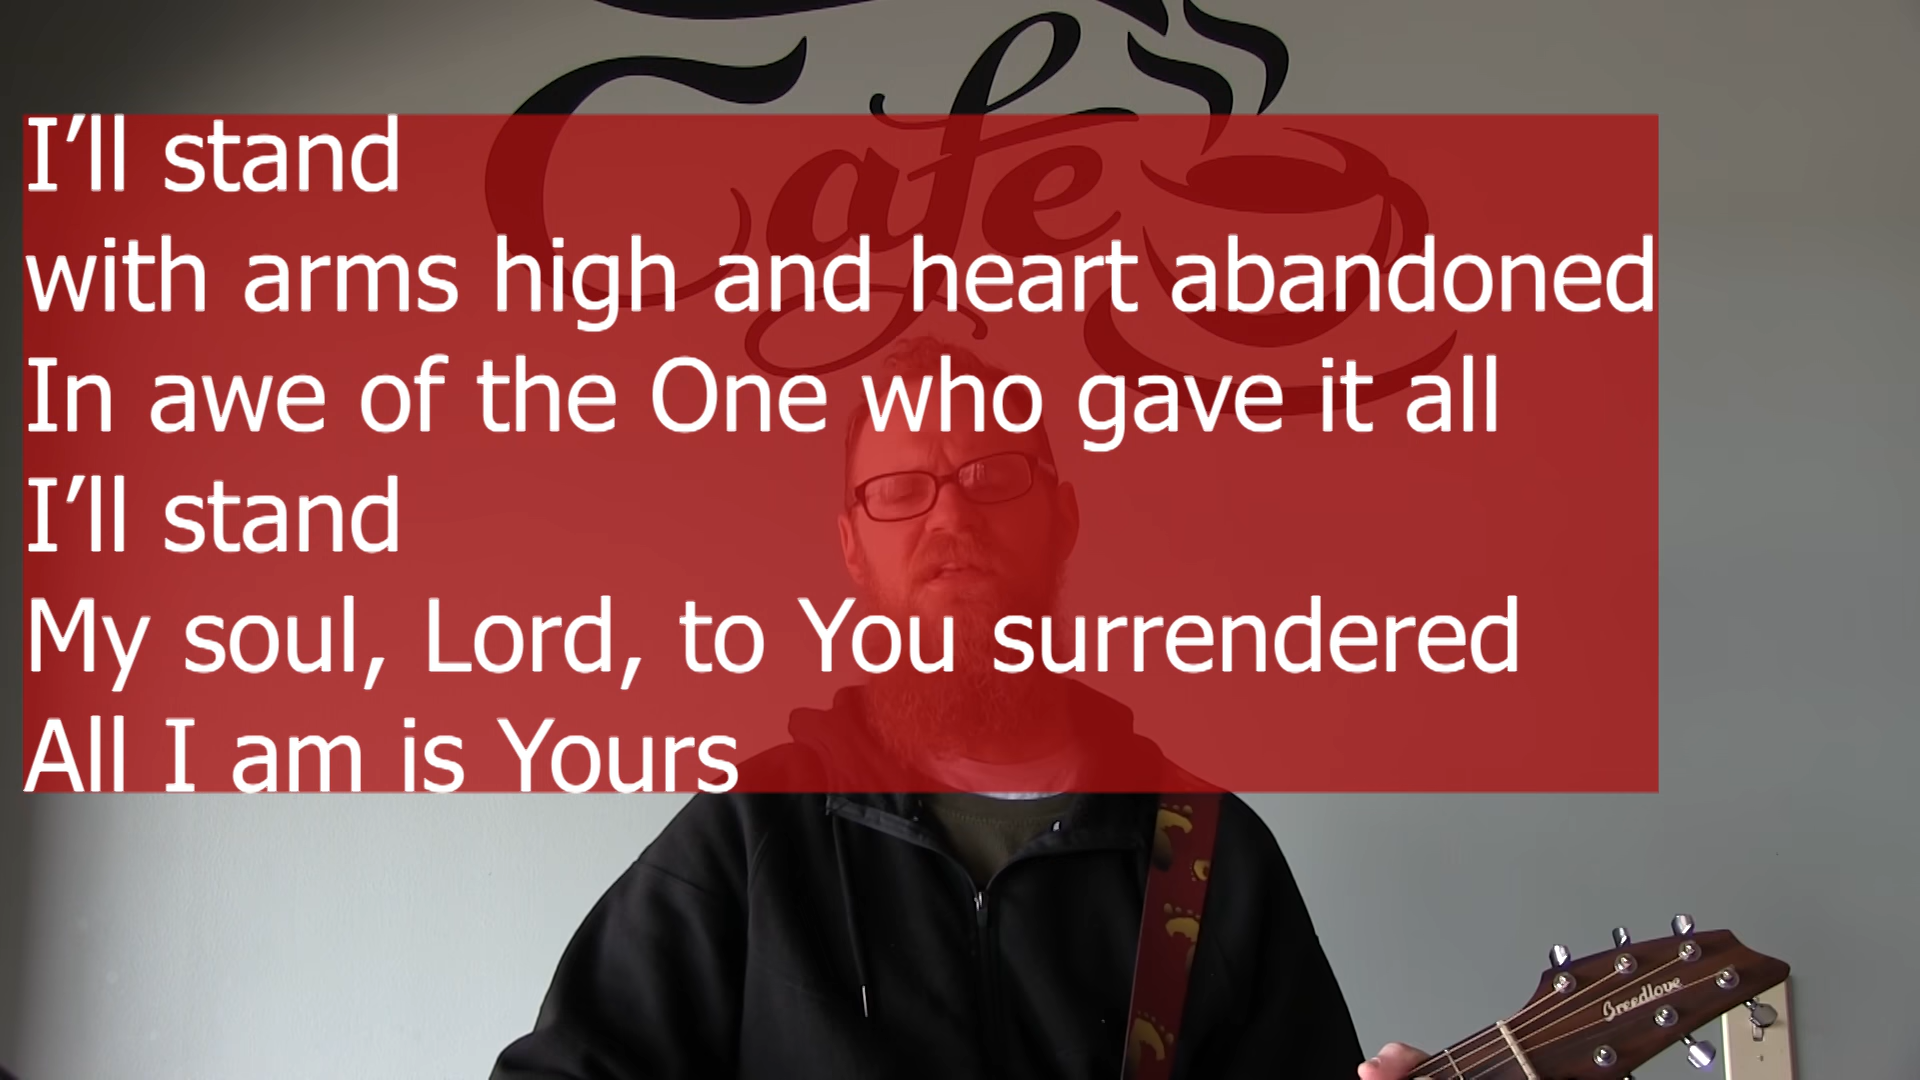 Cafe
I’ll stand
with arms high and heart abandoned
In awe of the One who gave it all
I’ll stand
My soul, Lord, to You surrendered
All I am is Yours
Breedlove